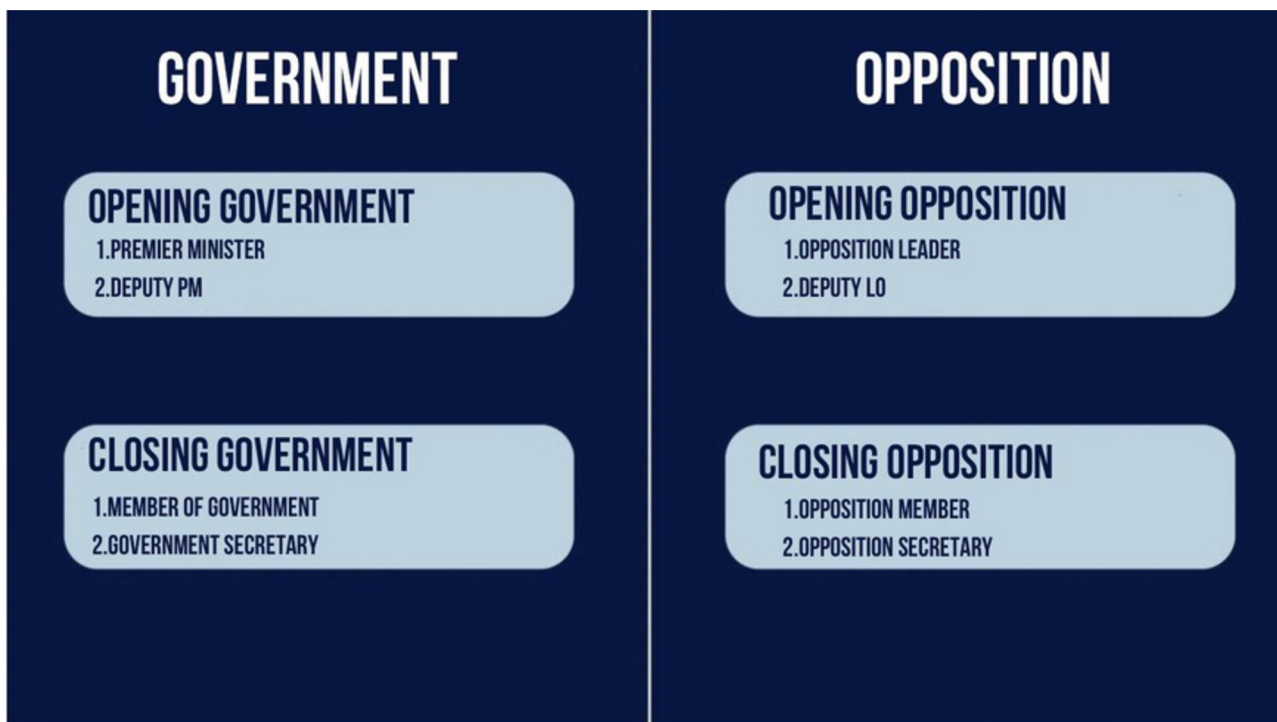 GOVERNMENT
OPENING GOVERNMENT
1.PREMIER MINISTER
2.DEPUTY PM
CLOSING GOVERNMENT
1.MEMBER OF GOVERNMENT
2.GOVERNMENT SECRETARY
OPPOSITION
OPENING OPPOSITION
1.OPPOSITION LEADER
2.DEPUTY LO
CLOSING OPPOSITION
1.OPPOSITION MEMBER
2.OPPOSITION SECRETARY